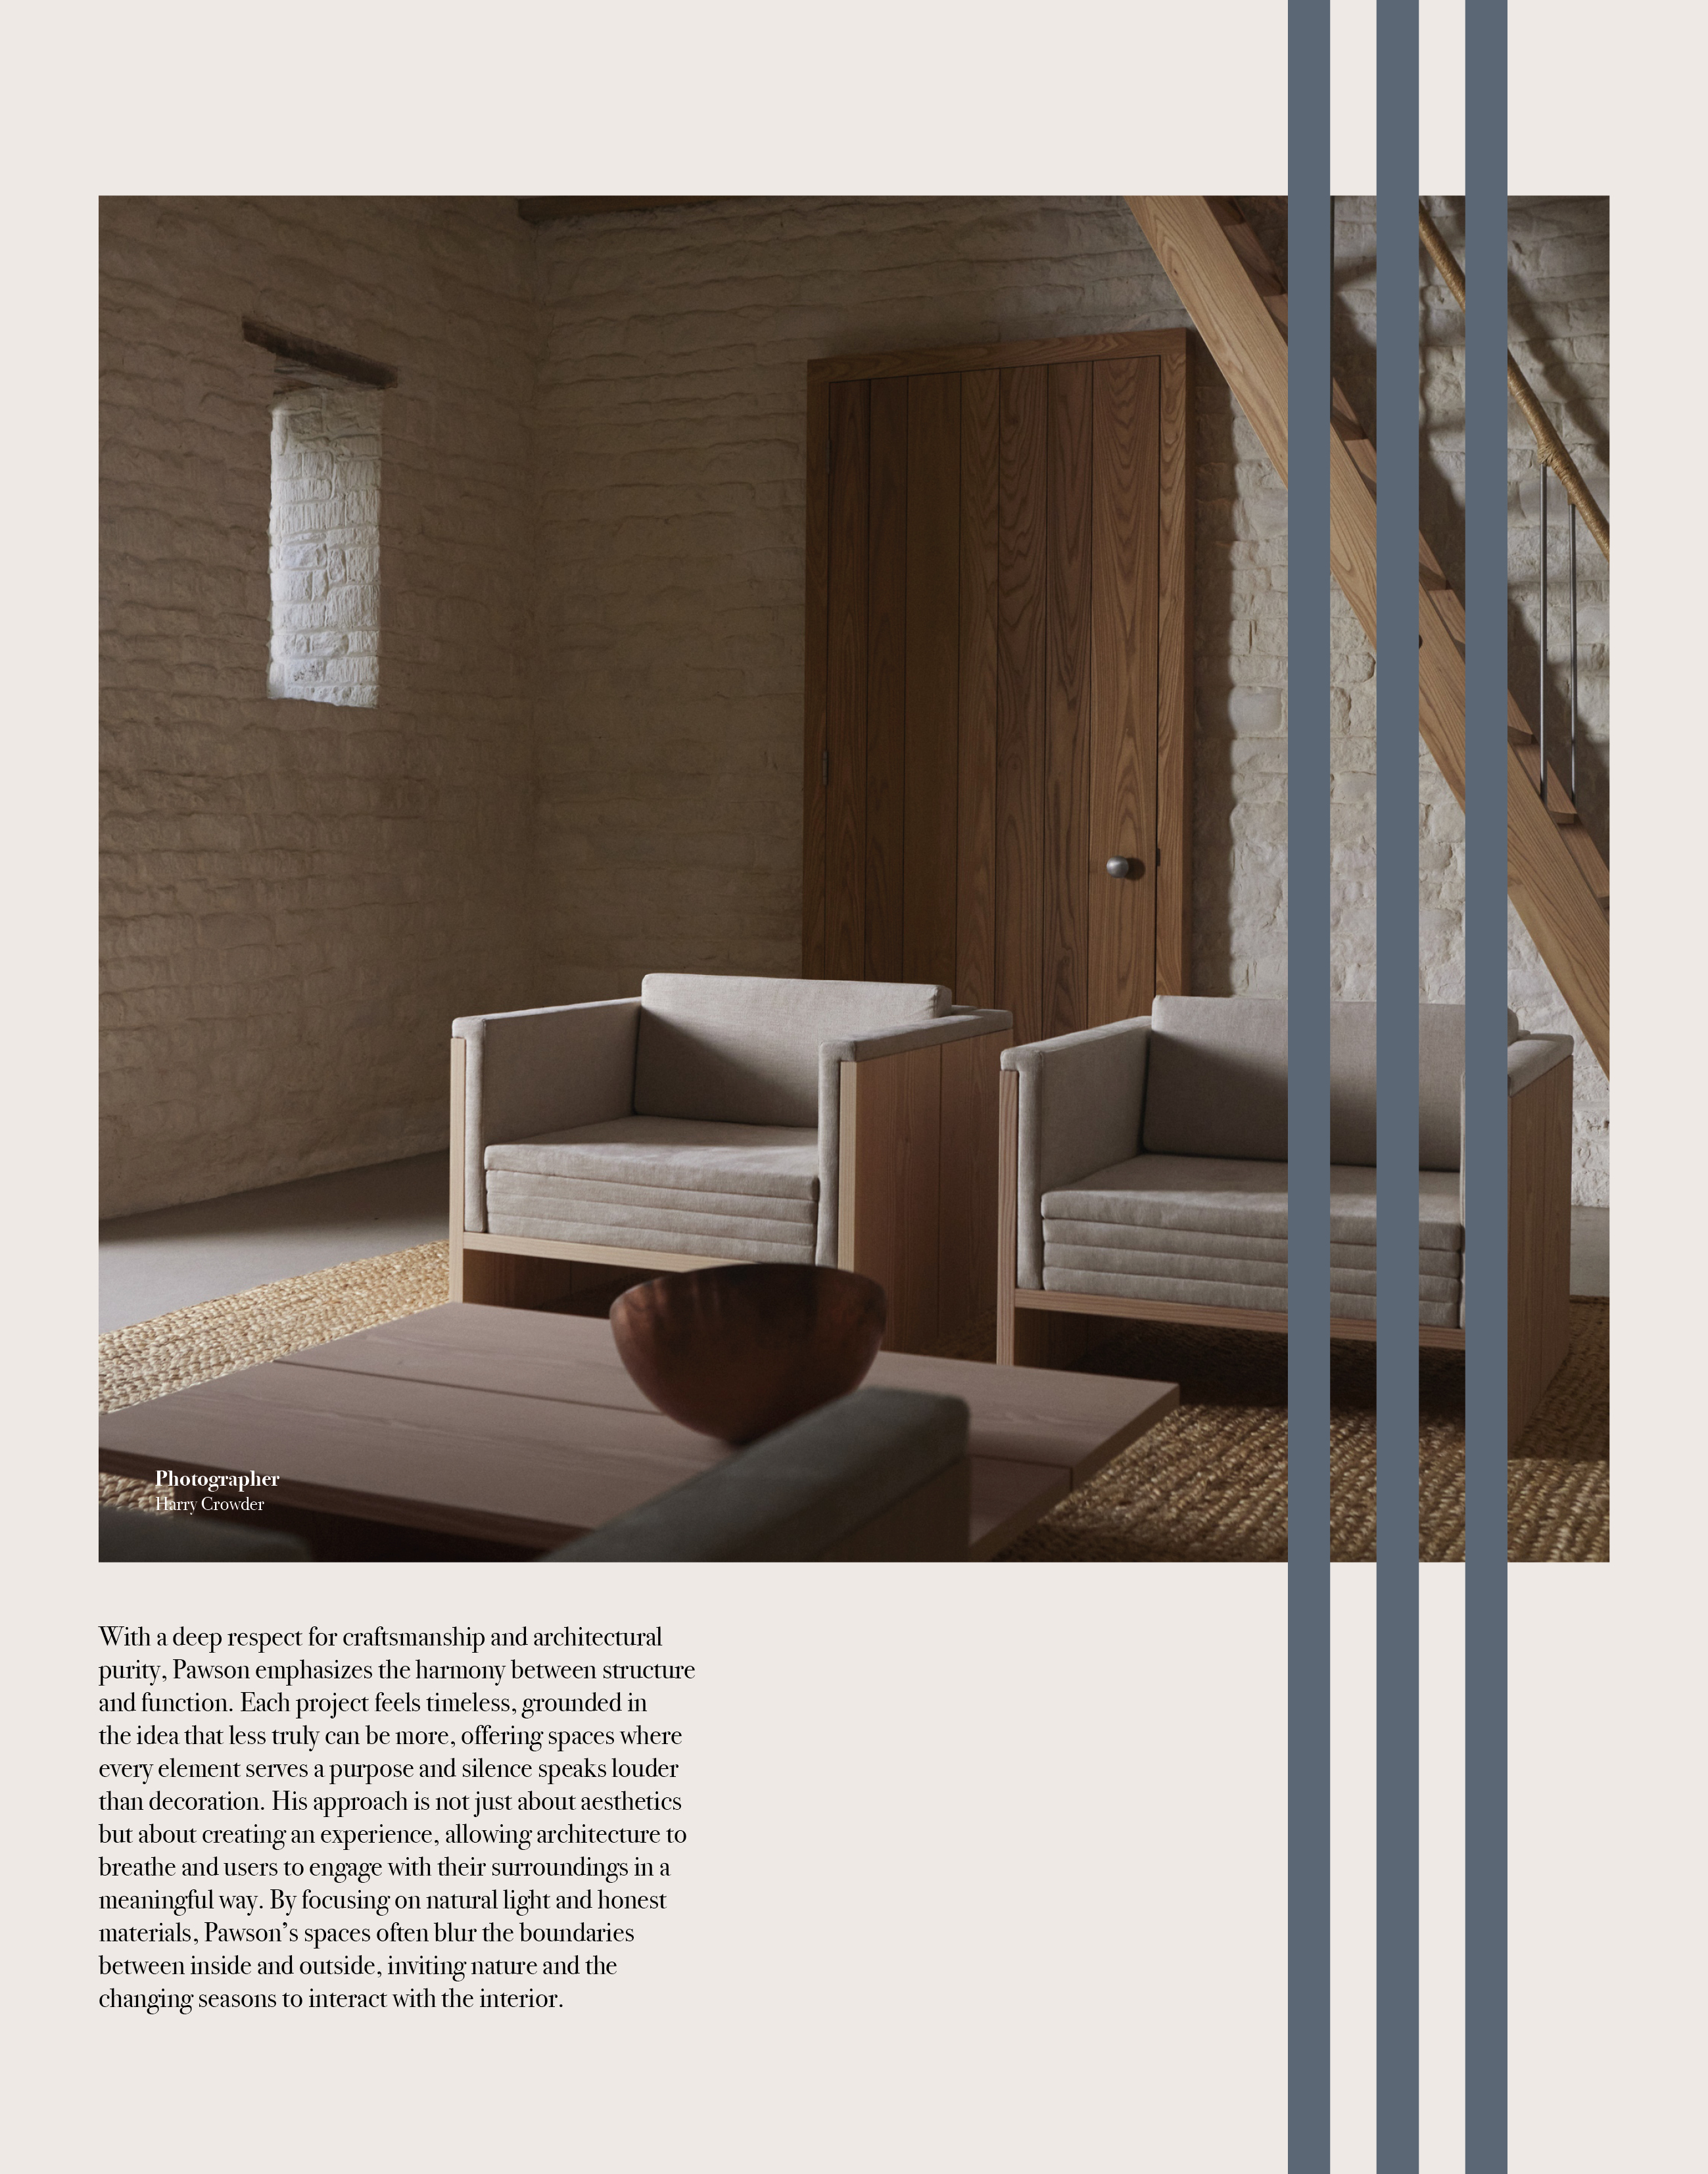 Photographer
Harry Crowder
With a deep respect for craftsmanship and architectural
purity, Pawson emphasizes the harmony between structure
and function. Each project feels timeless, grounded in
the idea that less truly can be more, offering spaces where
every element serves a purpose and silence speaks louder
than decoration. His approach is not just about aesthetics
but about creating an experience, allowing architecture to
breathe and users to engage with their surroundings in a
meaningful way. By focusing on natural light and honest
materials, Pawson’s spaces often blur the boundaries
between inside and outside, inviting nature and the
changing seasons to interact with the interior.